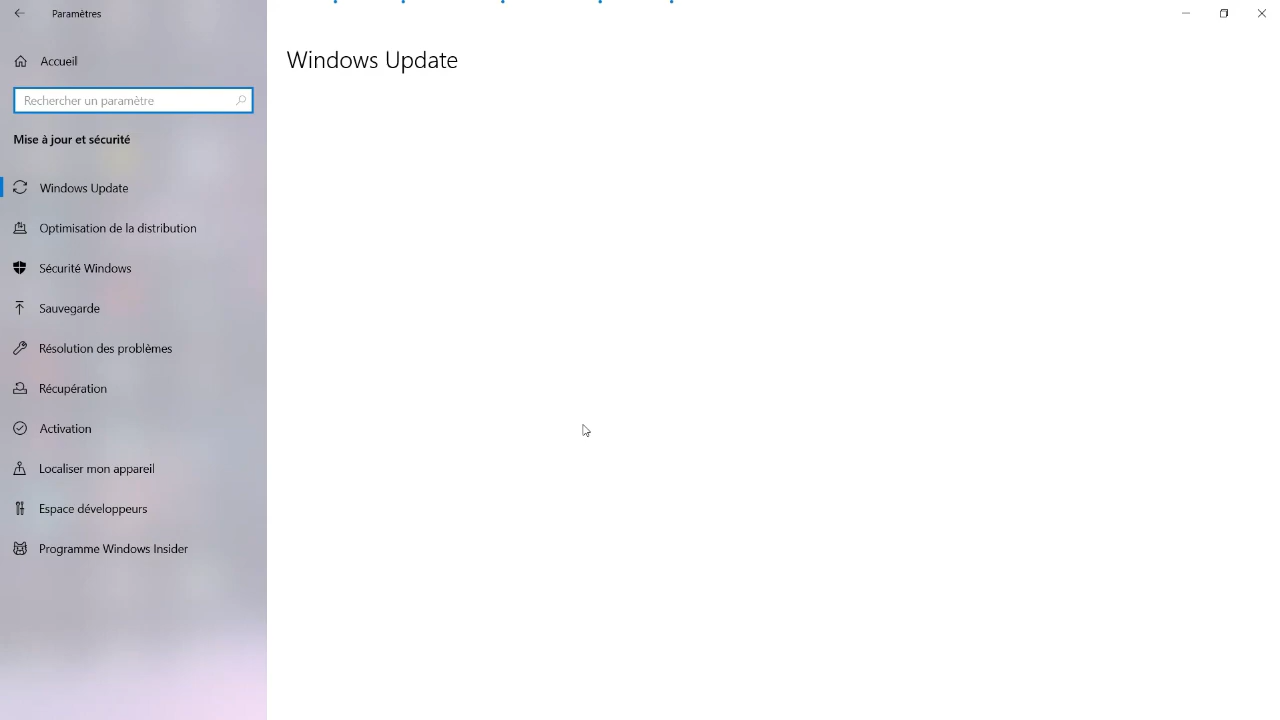 Paramètres
Accueil
Rechercher un paramètre
Mise à jour et sécurité
Windows Update
Optimisation de la distribution
Sécurité Windows
Sauvegarde
Résolution des problèmes
Récupération
Activation
Localiser mon appareil
Espace développeurs
Programme Windows Insider
Windows Update